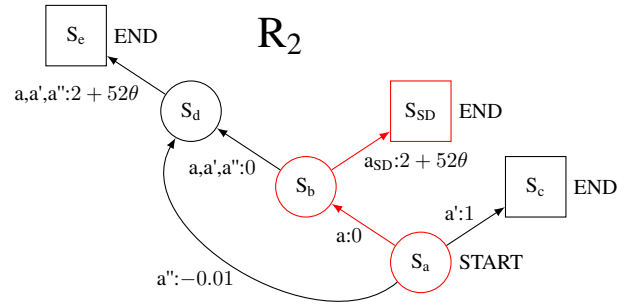 R₂
Sₑ END
a,a',a'':2 + 52θ
S_d
S_SD END
a,a',a'':0
a_SD:2 + 52θ
S_b
S_c END
a':1
a:0
Sₐ START
a'':−0.01